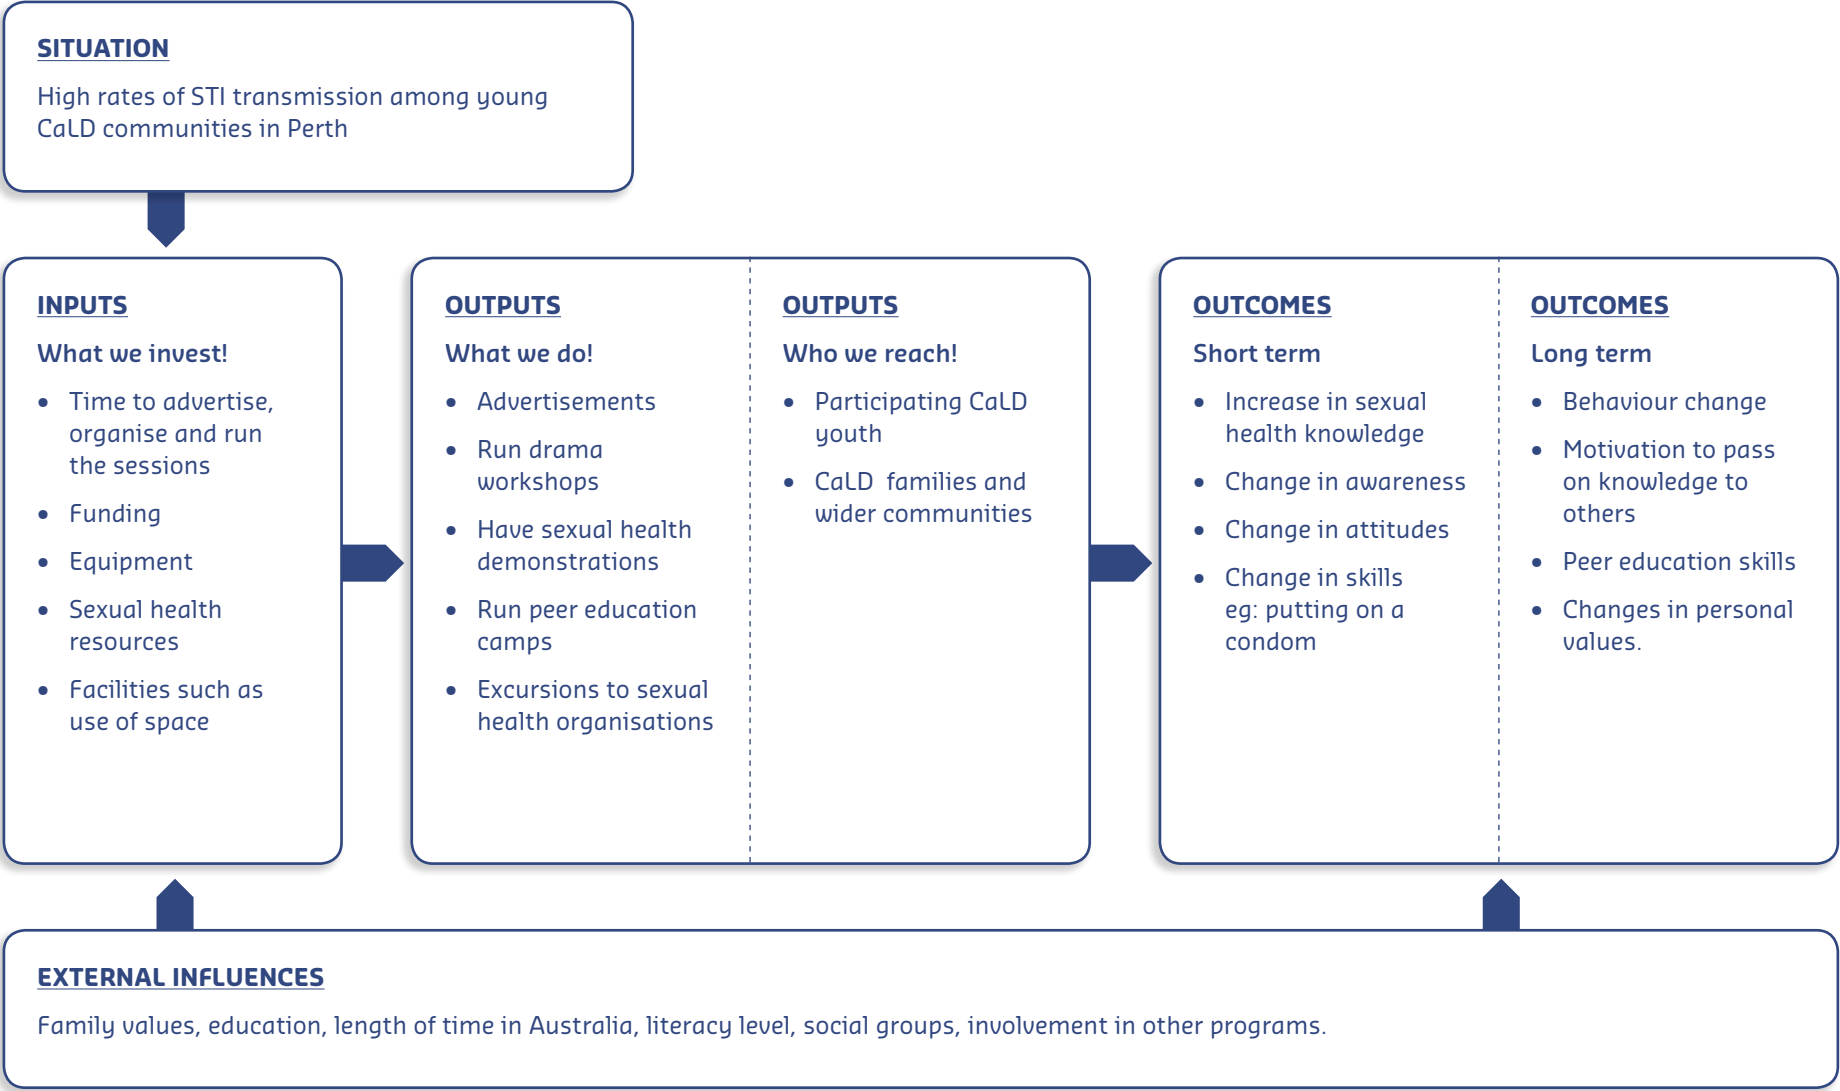 SITUATION
High rates of STI transmission among young
CaLD communities in Perth
INPUTS
What we invest!
• Time to advertise,
organise and run
the sessions
• Funding
• Equipment
• Sexual health
resources
• Facilities such as
use of space
OUTPUTS
What we do!
• Advertisements
• Run drama
workshops
• Have sexual health
demonstrations
• Run peer education
camps
• Excursions to sexual
health organisations
OUTPUTS
Who we reach!
• Participating CaLD
youth
• CaLD  families and
wider communities
OUTCOMES
Short term
• Increase in sexual
health knowledge
• Change in awareness
• Change in attitudes
• Change in skills
eg: putting on a
condom
OUTCOMES
Long term
• Behaviour change
• Motivation to pass
on knowledge to
others
• Peer education skills
• Changes in personal
values.
EXTERNAL INFLUENCES
Family values, education, length of time in Australia, literacy level, social groups, involvement in other programs.